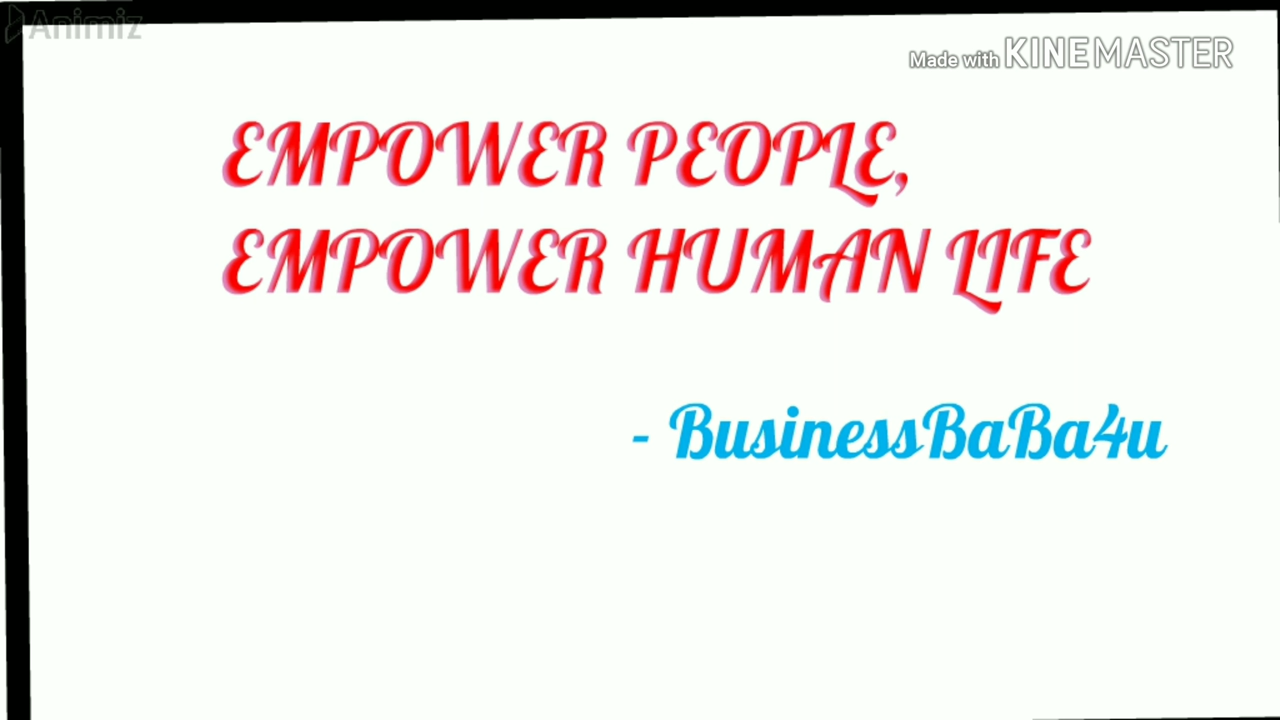 Animiz
Made with KINEMASTER
EMPOWER PEOPLE,
EMPOWER HUMAN LIFE
- BusinessBaBa4u